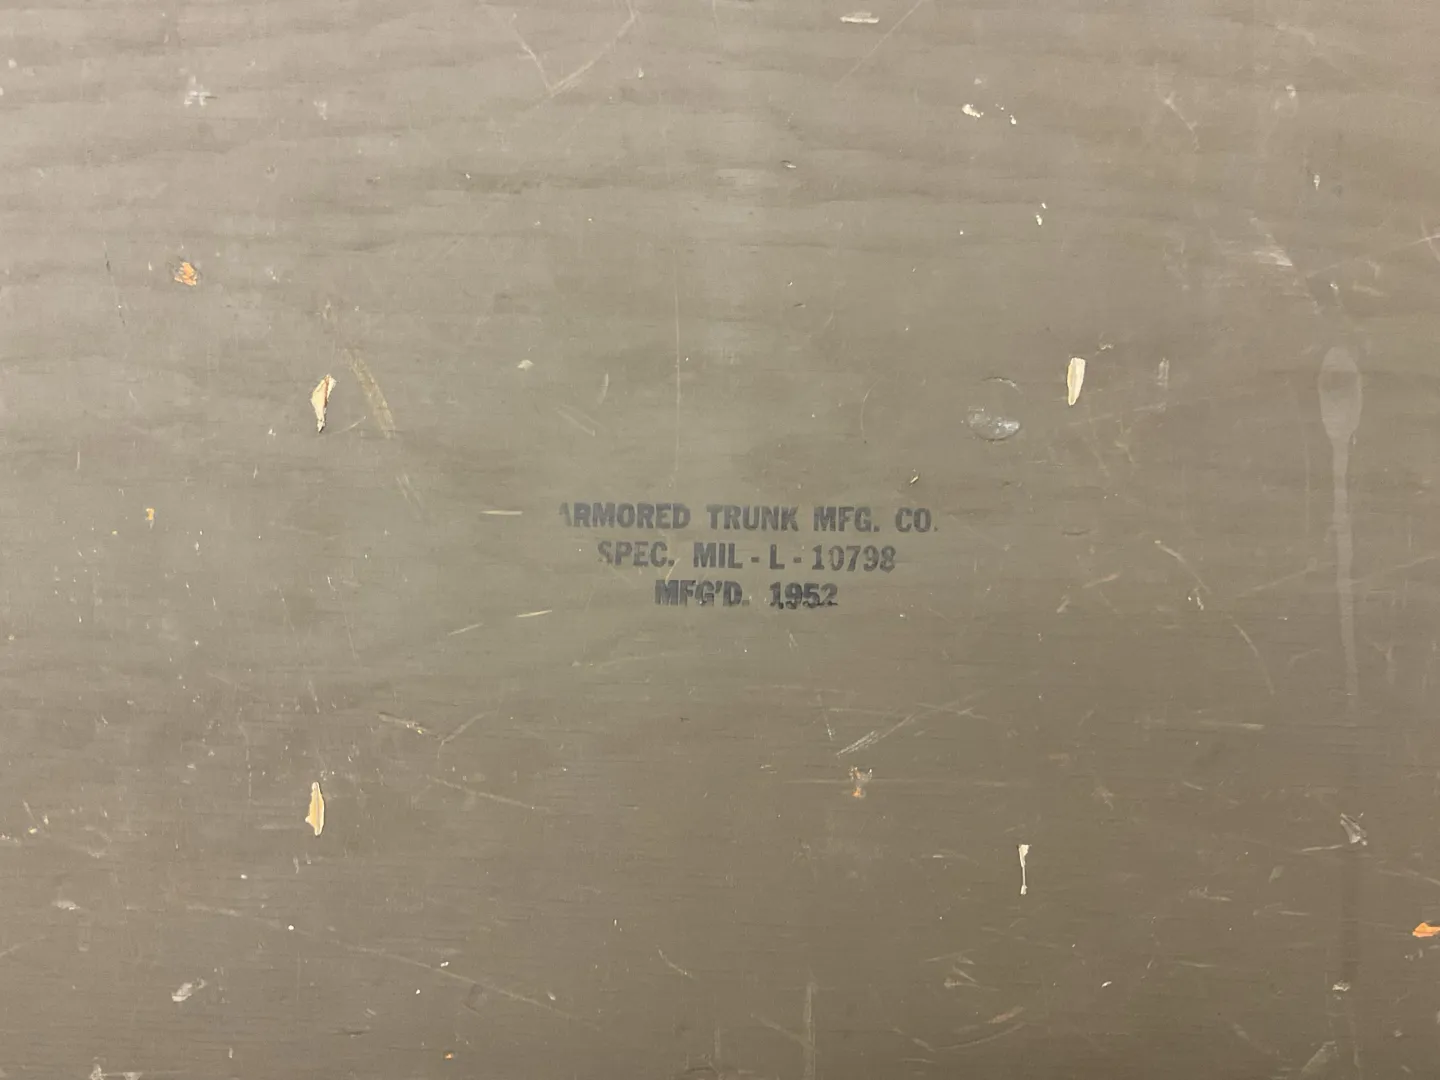 ARMORED TRUNK MFG. CO.
SPEC. MIL - L - 10798
MFG'D. 1952